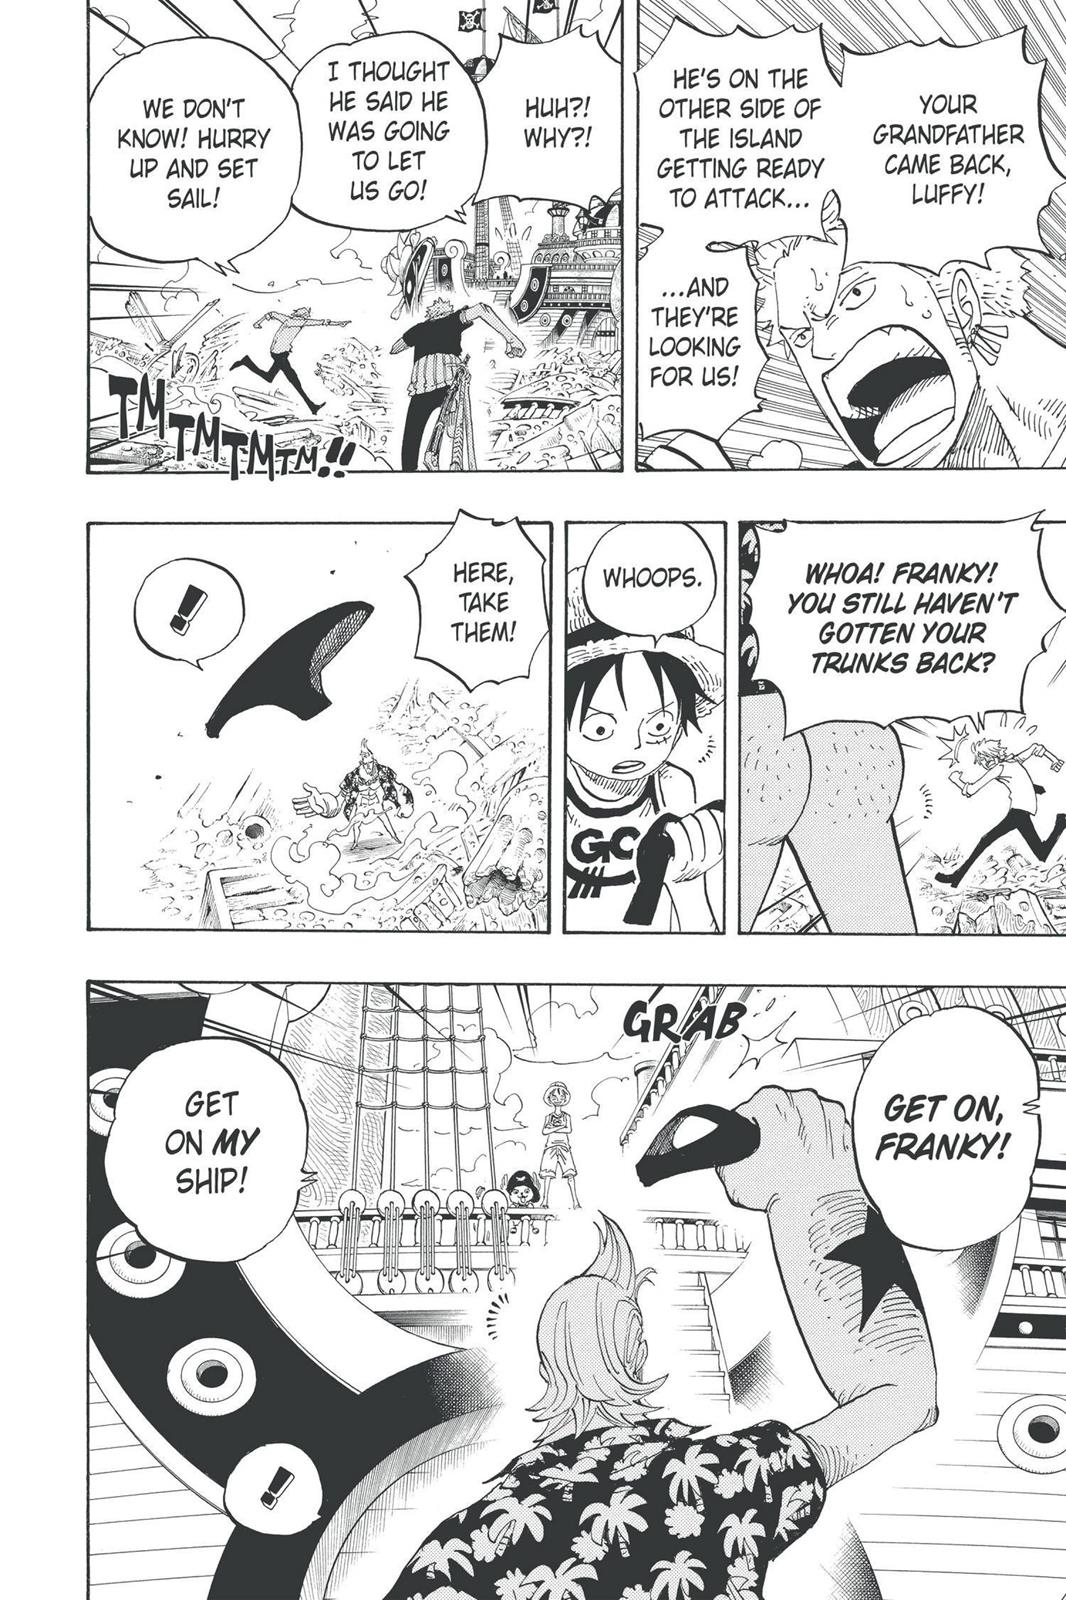 YOUR
GRANDFATHER
CAME BACK,
LUFFY!
HE'S ON THE
OTHER SIDE OF
THE ISLAND
GETTING READY
TO ATTACK...
...AND
THEY'RE
LOOKING
FOR US!
HUH?!
WHY?!
I THOUGHT
HE SAID HE
WAS GOING
TO LET
US GO!
WE DON'T
KNOW! HURRY
UP AND SET
SAIL!
TM
TMTMTM!!
WHOA! FRANKY!
YOU STILL HAVEN'T
GOTTEN YOUR
TRUNKS BACK?
WHOOPS.
GC
HERE,
TAKE
THEM!
!
GRAB
GET ON,
FRANKY!
GET
ON MY
SHIP!
!